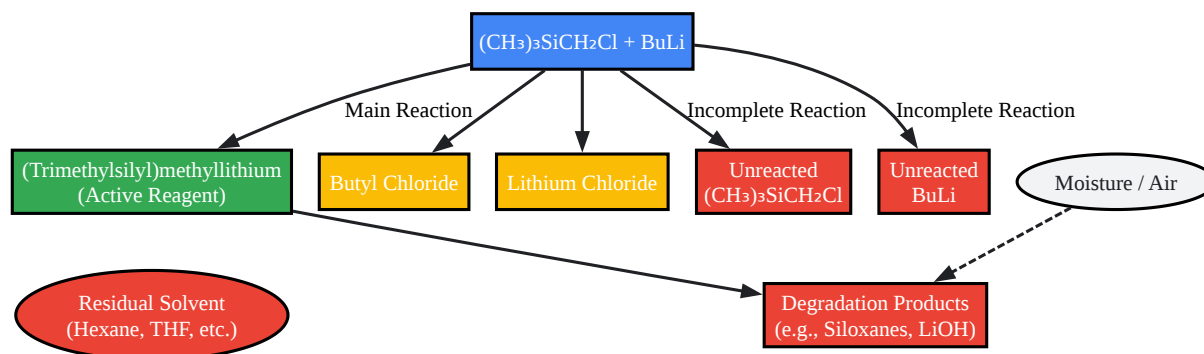 (CH₃)₃SiCH₂Cl + BuLi
Main Reaction
Incomplete Reaction
Incomplete Reaction
(Trimethylsilyl)methyllithium
(Active Reagent)
Butyl Chloride
Lithium Chloride
Unreacted
(CH₃)₃SiCH₂Cl
Unreacted
BuLi
Moisture / Air
Residual Solvent
(Hexane, THF, etc.)
Degradation Products
(e.g., Siloxanes, LiOH)